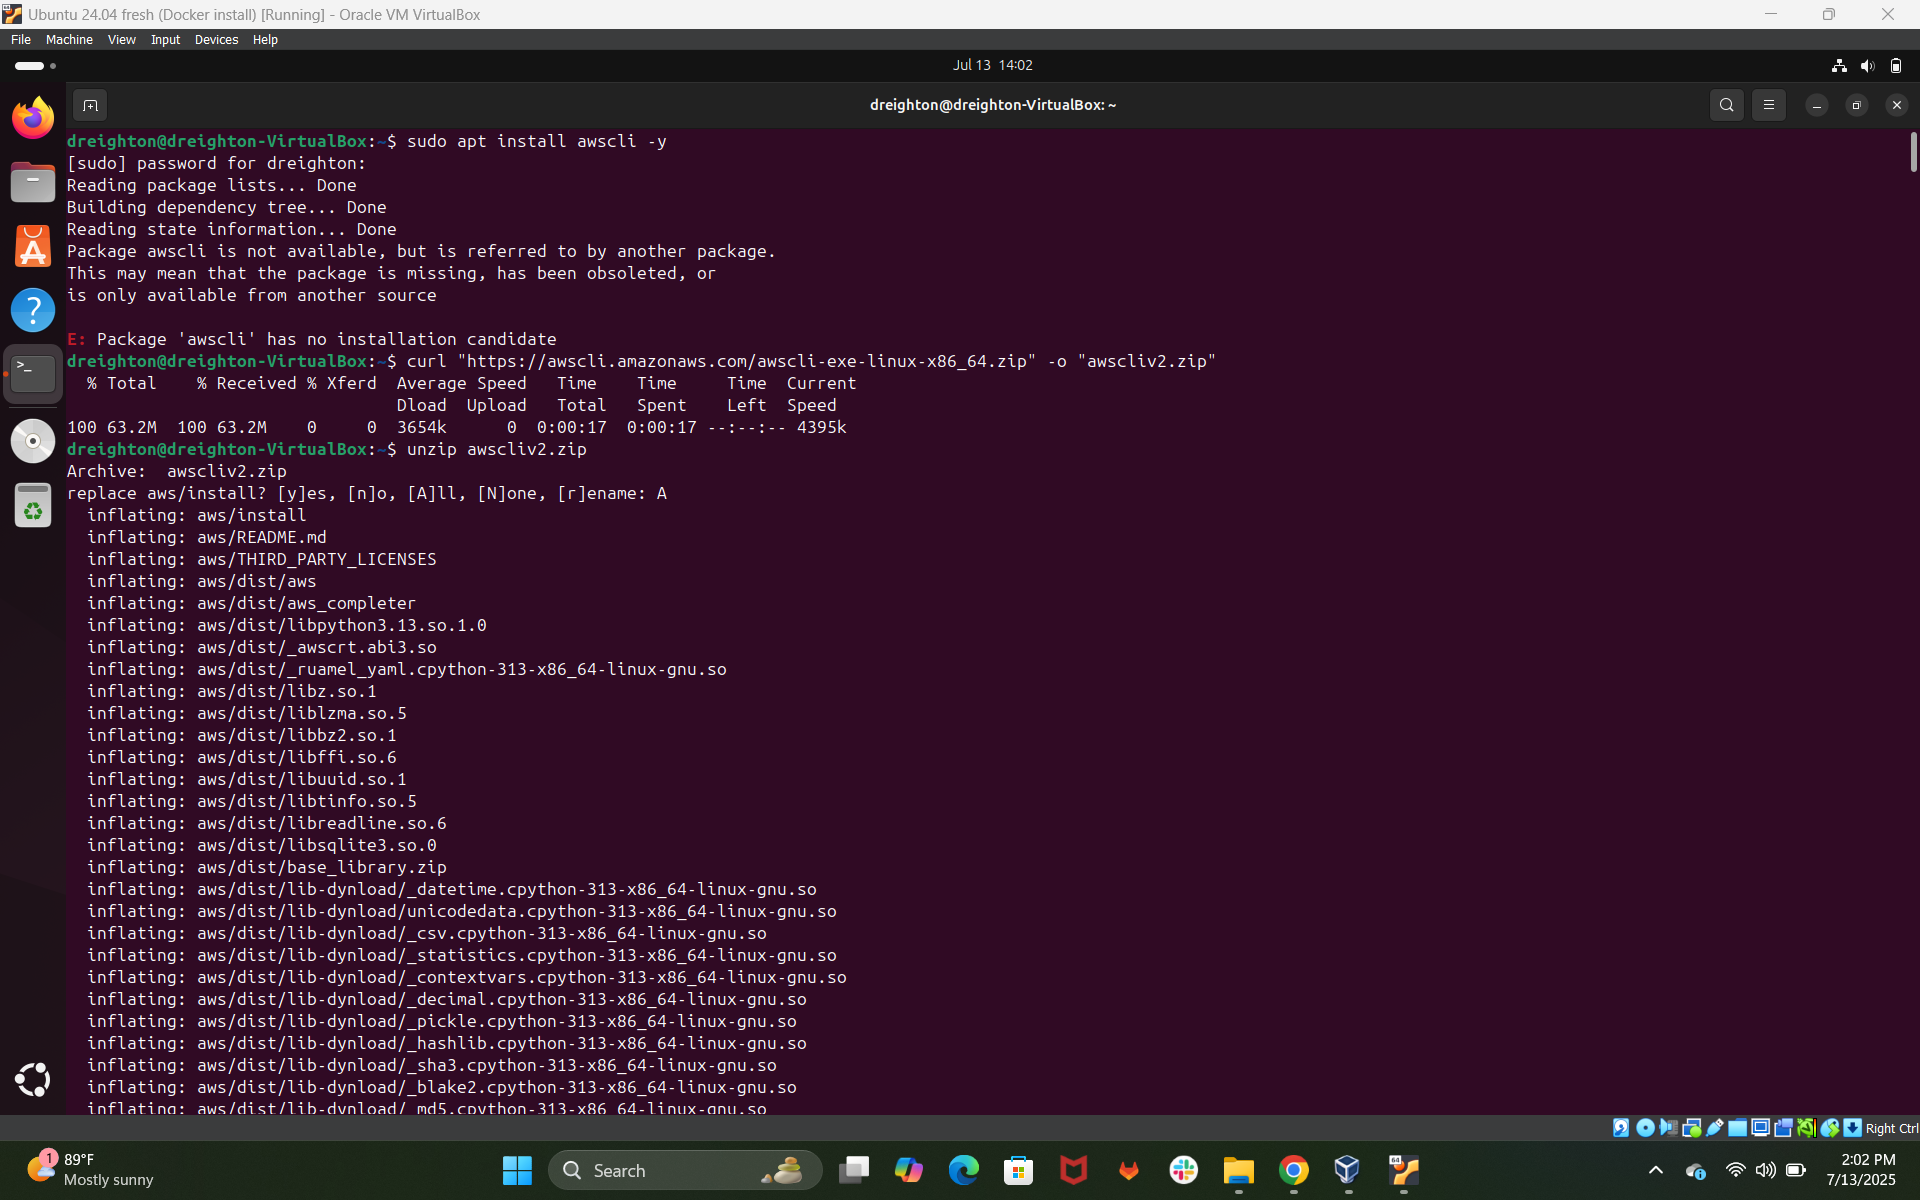 Ubuntu 24.04 fresh (Docker install) [Running] - Oracle VM VirtualBox
File Machine View Input Devices Help
Jul 13 14:02
dreighton@dreighton-VirtualBox: ~
dreighton@dreighton-VirtualBox:~$ sudo apt install awscli -y
[sudo] password for dreighton:
Reading package lists... Done
Building dependency tree... Done
Reading state information... Done
Package awscli is not available, but is referred to by another package.
This may mean that the package is missing, has been obsoleted, or
is only available from another source
E: Package 'awscli' has no installation candidate
dreighton@dreighton-VirtualBox:~$ curl "https://awscli.amazonaws.com/awscli-exe-linux-x86_64.zip" -o "awscliv2.zip"
% Total % Received % Xferd Average Speed Time Time Time Current
Dload Upload Total Spent Left Speed
100 63.2M 100 63.2M 0 0 3654k 0 0:00:17 0:00:17 --:--:-- 4395k
dreighton@dreighton-VirtualBox:~$ unzip awscliv2.zip
Archive: awscliv2.zip
replace aws/install? [y]es, [n]o, [A]ll, [N]one, [r]ename: A
inflating: aws/install
inflating: aws/README.md
inflating: aws/THIRD_PARTY_LICENSES
inflating: aws/dist/aws
inflating: aws/dist/aws_completer
inflating: aws/dist/libpython3.13.so.1.0
inflating: aws/dist/_awscrt.abi3.so
inflating: aws/dist/_ruamel_yaml.cpython-313-x86_64-linux-gnu.so
inflating: aws/dist/libz.so.1
inflating: aws/dist/liblzma.so.5
inflating: aws/dist/libbz2.so.1
inflating: aws/dist/libffi.so.6
inflating: aws/dist/libuuid.so.1
inflating: aws/dist/libtinfo.so.5
inflating: aws/dist/libreadline.so.6
inflating: aws/dist/libsqlite3.so.0
inflating: aws/dist/base_library.zip
inflating: aws/dist/lib-dynload/_datetime.cpython-313-x86_64-linux-gnu.so
inflating: aws/dist/lib-dynload/unicodedata.cpython-313-x86_64-linux-gnu.so
inflating: aws/dist/lib-dynload/_csv.cpython-313-x86_64-linux-gnu.so
inflating: aws/dist/lib-dynload/_statistics.cpython-313-x86_64-linux-gnu.so
inflating: aws/dist/lib-dynload/_contextvars.cpython-313-x86_64-linux-gnu.so
inflating: aws/dist/lib-dynload/_decimal.cpython-313-x86_64-linux-gnu.so
inflating: aws/dist/lib-dynload/_pickle.cpython-313-x86_64-linux-gnu.so
inflating: aws/dist/lib-dynload/_hashlib.cpython-313-x86_64-linux-gnu.so
inflating: aws/dist/lib-dynload/_sha3.cpython-313-x86_64-linux-gnu.so
inflating: aws/dist/lib-dynload/_blake2.cpython-313-x86_64-linux-gnu.so
inflating: aws/dist/lib-dynload/_md5.cpython-313-x86_64-linux-gnu.so
Right Ctrl
1
89°F
Mostly sunny
Search
64
2:02 PM
7/13/2025